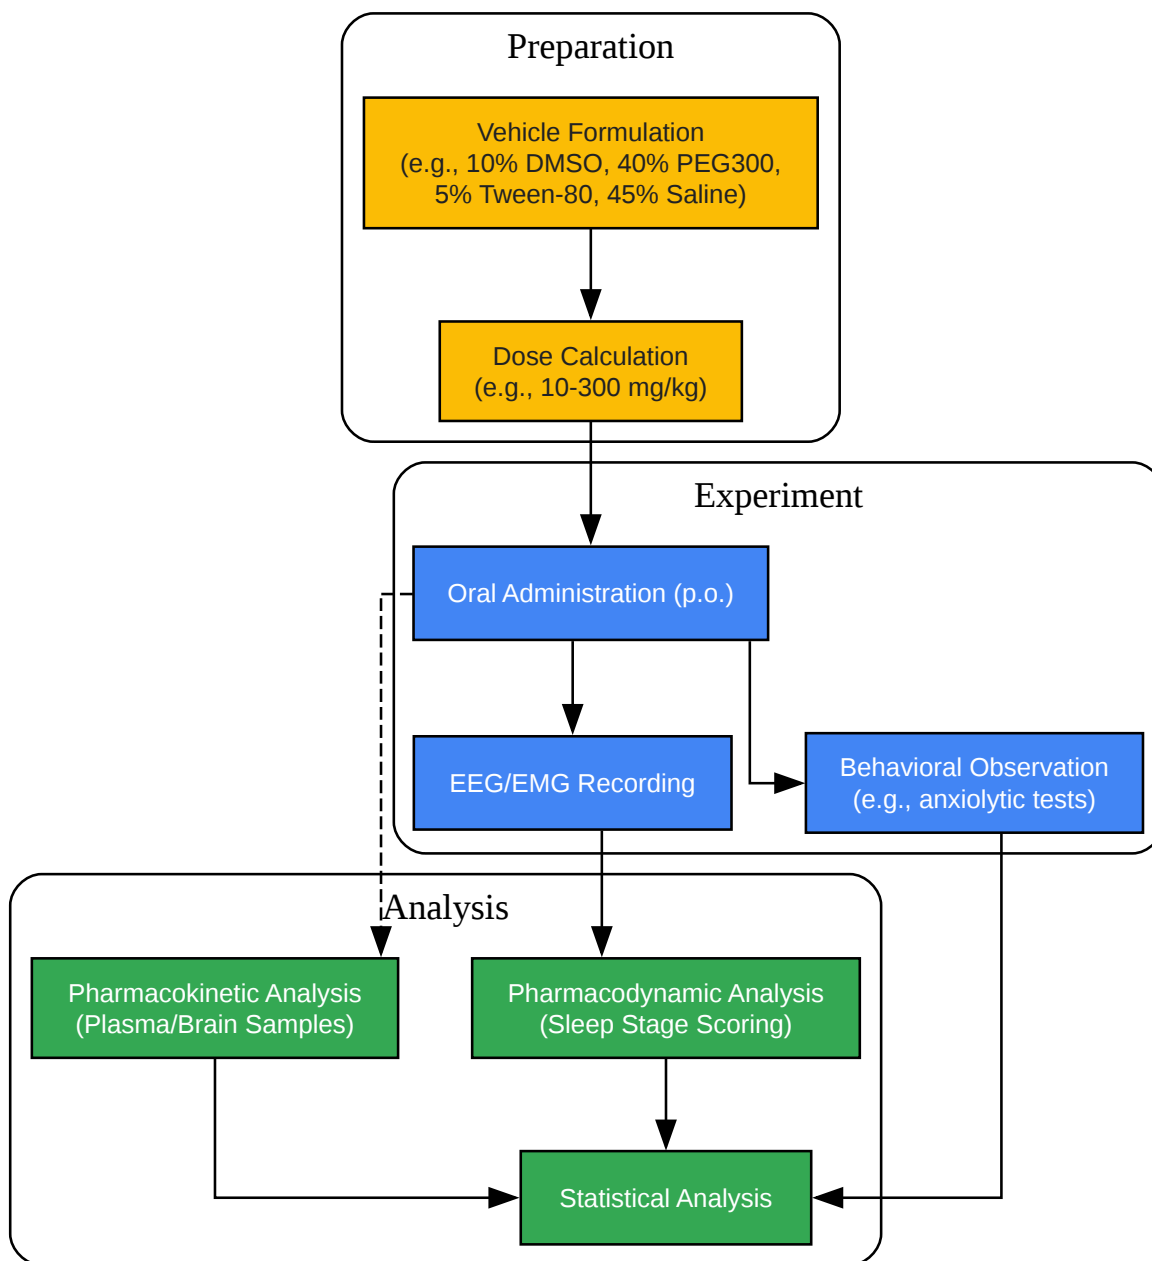 Preparation
Vehicle Formulation
(e.g., 10% DMSO, 40% PEG300,
5% Tween-80, 45% Saline)
Dose Calculation
(e.g., 10-300 mg/kg)
Experiment
Oral Administration (p.o.)
EEG/EMG Recording
Behavioral Observation
(e.g., anxiolytic tests)
Analysis
Pharmacokinetic Analysis
(Plasma/Brain Samples)
Pharmacodynamic Analysis
(Sleep Stage Scoring)
Statistical Analysis